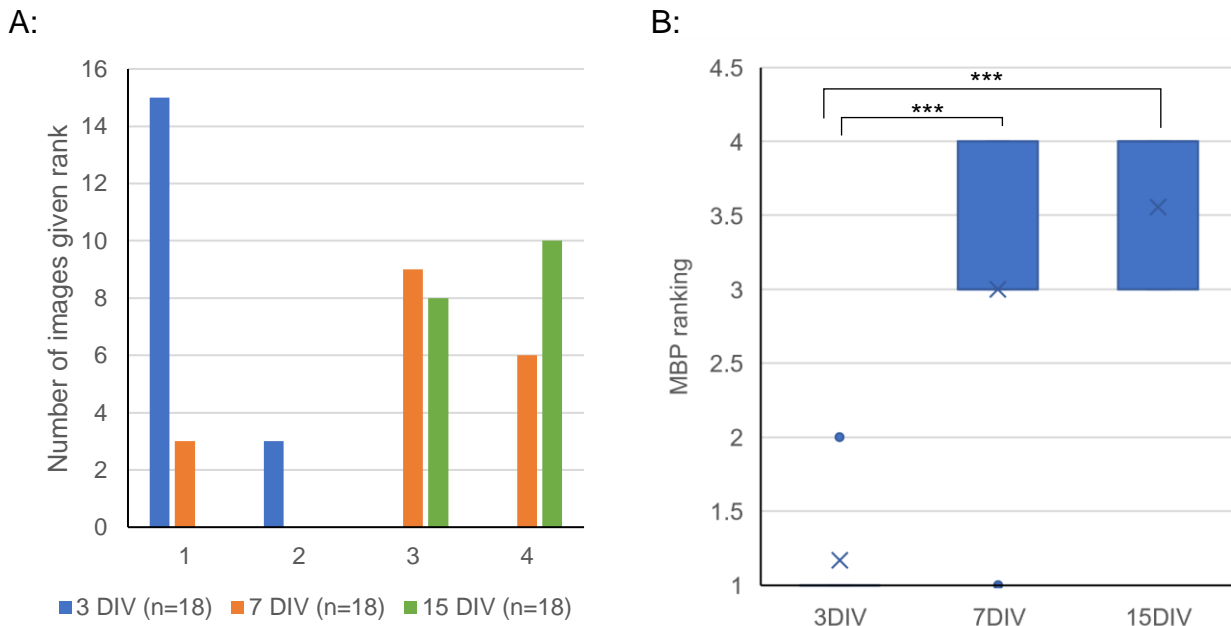 A:
16
14
12
10
8
6
4
2
0
Number of images given rank
1 2 3 4
3 DIV (n=18) 7 DIV (n=18) 15 DIV (n=18)
B:
4.5
4
3.5
3
2.5
2
1.5
1
MBP ranking
***
***
3DIV 7DIV 15DIV